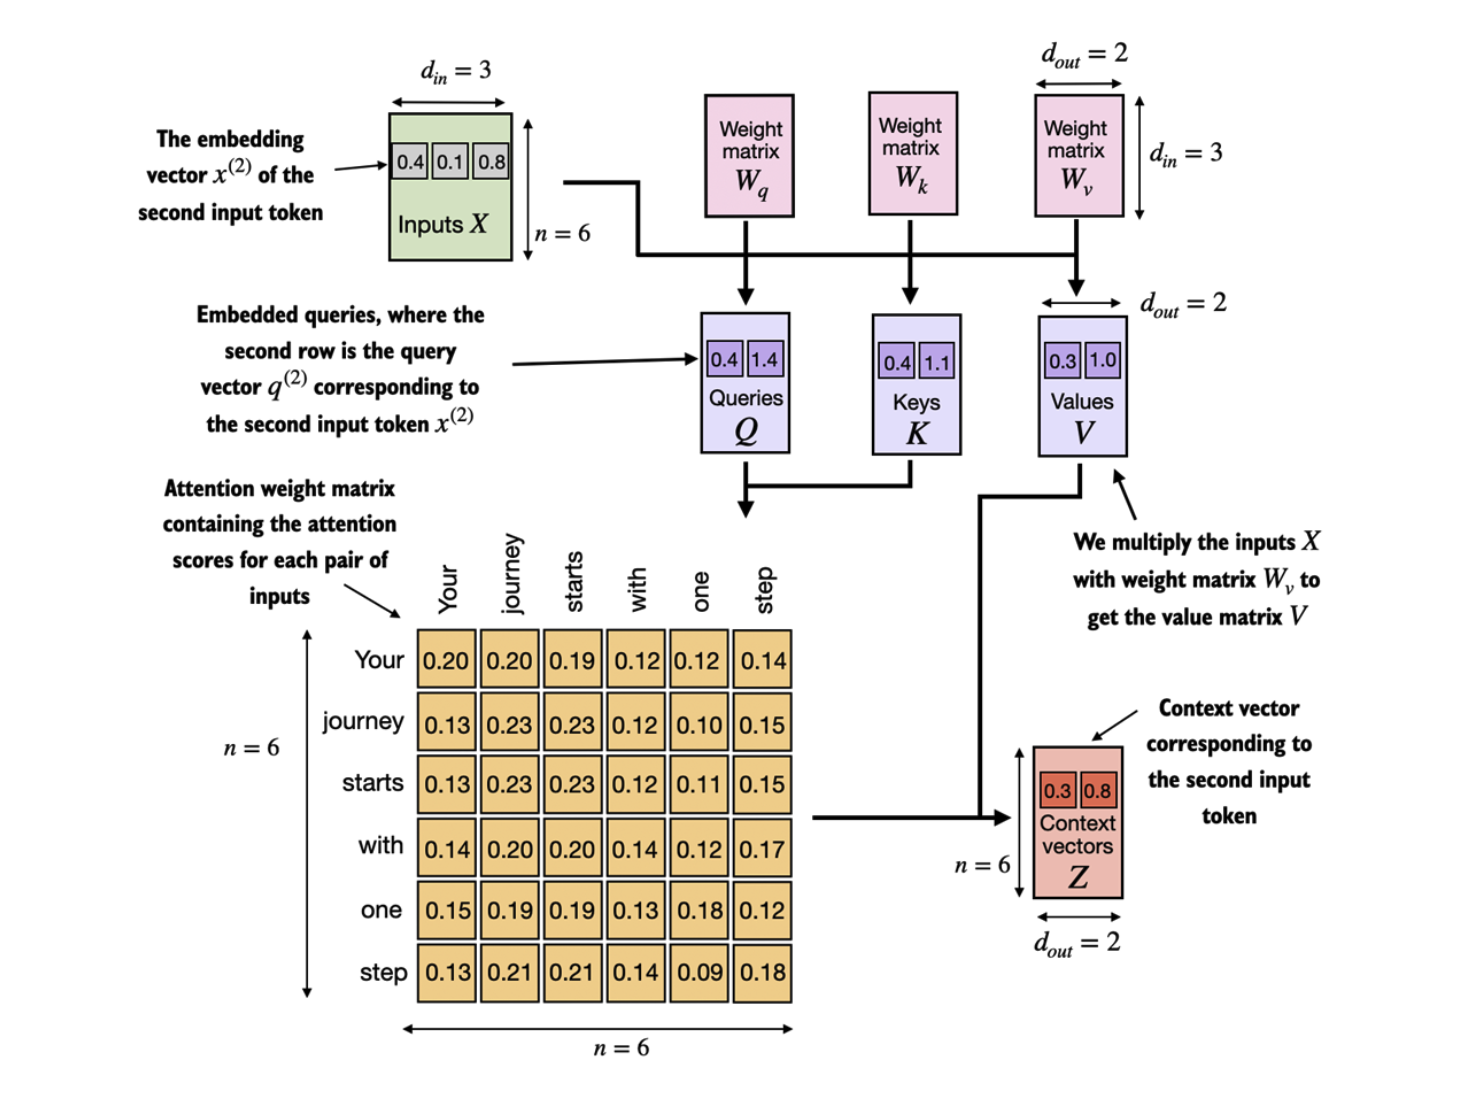 d_in = 3
The embedding
vector x^(2) of the
second input token
0.4 0.1 0.8
Inputs X
n = 6
Weight
matrix
W_q
Weight
matrix
W_k
d_out = 2
Weight
matrix
W_v
d_in = 3
Embedded queries, where the
second row is the query
vector q^(2) corresponding to
the second input token x^(2)
0.4 1.4
Queries
Q
0.4 1.1
Keys
K
d_out = 2
0.3 1.0
Values
V
We multiply the inputs X
with weight matrix W_v to
get the value matrix V
Attention weight matrix
containing the attention
scores for each pair of
inputs
Your journey starts with one step
Your 0.20 0.20 0.19 0.12 0.12 0.14
journey 0.13 0.23 0.23 0.12 0.10 0.15
starts 0.13 0.23 0.23 0.12 0.11 0.15
with 0.14 0.20 0.20 0.14 0.12 0.17
one 0.15 0.19 0.19 0.13 0.18 0.12
step 0.13 0.21 0.21 0.14 0.09 0.18
n = 6
n = 6
Context vector
corresponding to
the second input
token
0.3 0.8
Context
vectors
Z
n = 6
d_out = 2